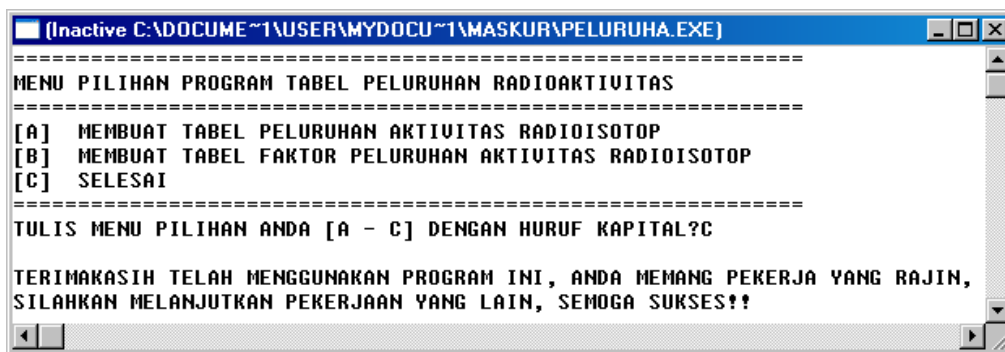 (Inactive C:\DOCUME~1\USER\MYDOCU~1\MASKUR\PELURUHA.EXE)
=========================================================================
MENU PILIHAN PROGRAM TABEL PELURUHAN RADIOAKTIVITAS
=========================================================================
[A] MEMBUAT TABEL PELURUHAN AKTIVITAS RADIOISOTOP
[B] MEMBUAT TABEL FAKTOR PELURUHAN AKTIVITAS RADIOISOTOP
[C] SELESAI
=========================================================================
TULIS MENU PILIHAN ANDA [A - C] DENGAN HURUF KAPITAL?C
TERIMAKASIH TELAH MENGGUNAKAN PROGRAM INI, ANDA MEMANG PEKERJA YANG RAJIN,
SILAHKAN MELANJUTKAN PEKERJAAN YANG LAIN, SEMOGA SUKSES!!